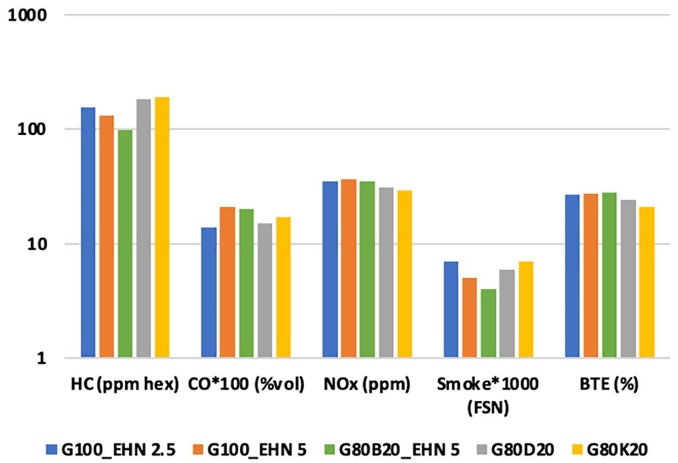 1000
100
10
1
HC (ppm hex) CO*100 (%vol) NOx (ppm) Smoke*1000 (FSN) BTE (%)
G100_EHN 2.5 G100_EHN 5 G80B20_EHN 5 G80D20 G80K20